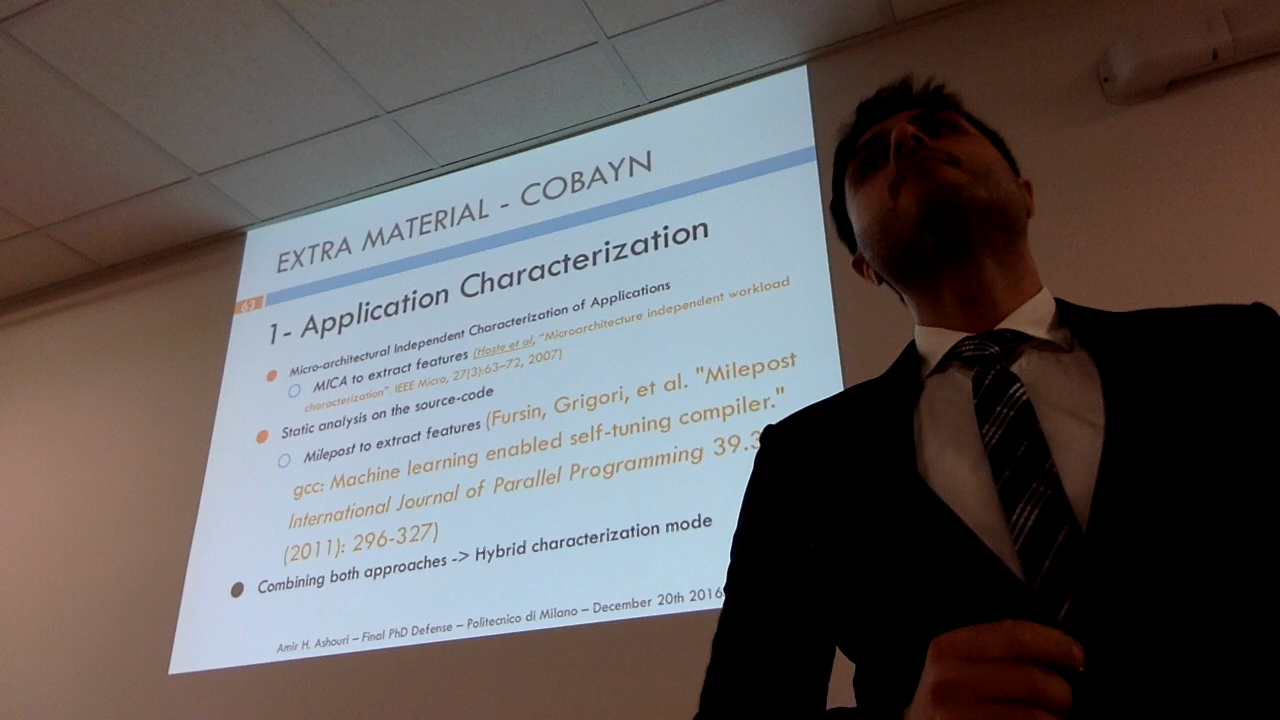 EXTRA MATERIAL - COBAYN
63
1- Application Characterization
Micro-architectural Independent Characterization of Applications
MICA to extract features (Hoste et al, "Microarchitecture independent workload
characterization". IEEE Micro, 27(3):63–72, 2007)
Static analysis on the source-code
Milepost to extract features (Fursin, Grigori, et al. "Milepost
gcc: Machine learning enabled self-tuning compiler."
International Journal of Parallel Programming 39.3
(2011): 296-327)
Combining both approaches -> Hybrid characterization mode
Amir H. Ashouri – Final PhD Defense – Politecnico di Milano – December 20th 2016